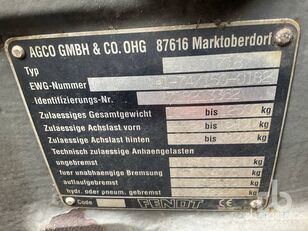 AGCO GMBH & CO. OHG 87616 Marktoberdorf
Typ
EWG-Nummer
Identifizierungs-Nr.
Zulaessiges Gesamtgewicht bis kg
Zulaessige Achslast vorn bis kg
Zulaessige Achslast hinten bis kg
Technisch zulaessige Anhaengelasten
ungebremst kg
fuer unabhaengige Bremsung kg
auflaufgebremst kg
hydr. oder pneum. gebremst kg
Code FENDT CE